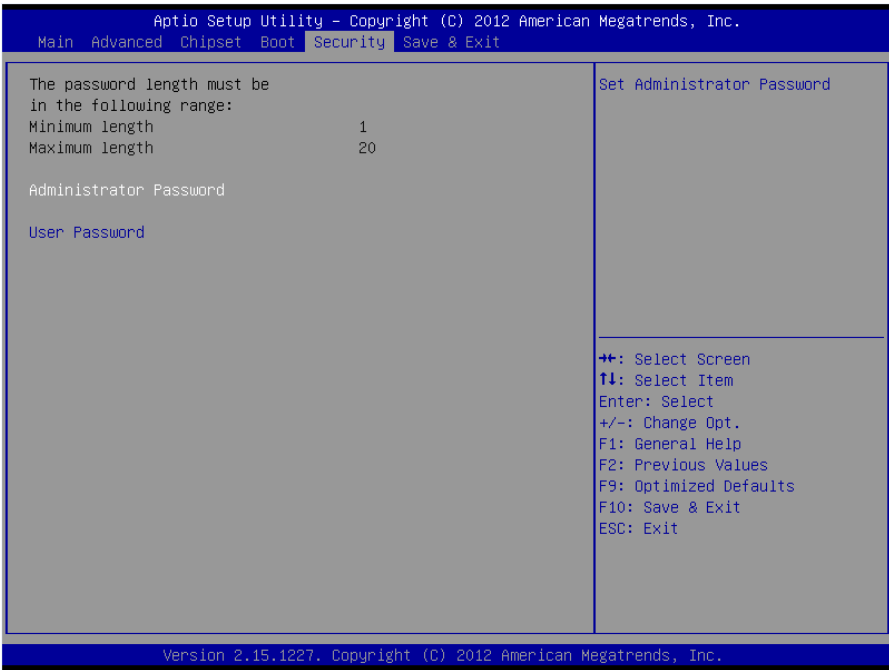 Aptio Setup Utility – Copyright (C) 2012 American Megatrends, Inc.
Main Advanced Chipset Boot Security Save & Exit
The password length must be
in the following range:
Minimum length 1
Maximum length 20
Administrator Password
User Password
Set Administrator Password
→←: Select Screen
↑↓: Select Item
Enter: Select
+/-: Change Opt.
F1: General Help
F2: Previous Values
F9: Optimized Defaults
F10: Save & Exit
ESC: Exit
Version 2.15.1227. Copyright (C) 2012 American Megatrends, Inc.